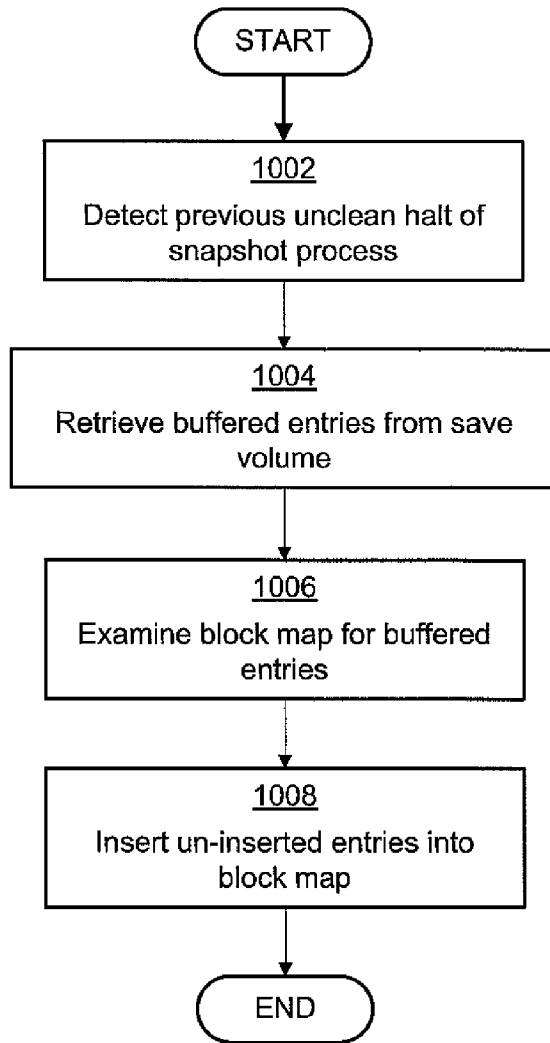 START
1002
Detect previous unclean halt of
snapshot process
1004
Retrieve buffered entries from save
volume
1006
Examine block map for buffered
entries
1008
Insert un-inserted entries into
block map
END